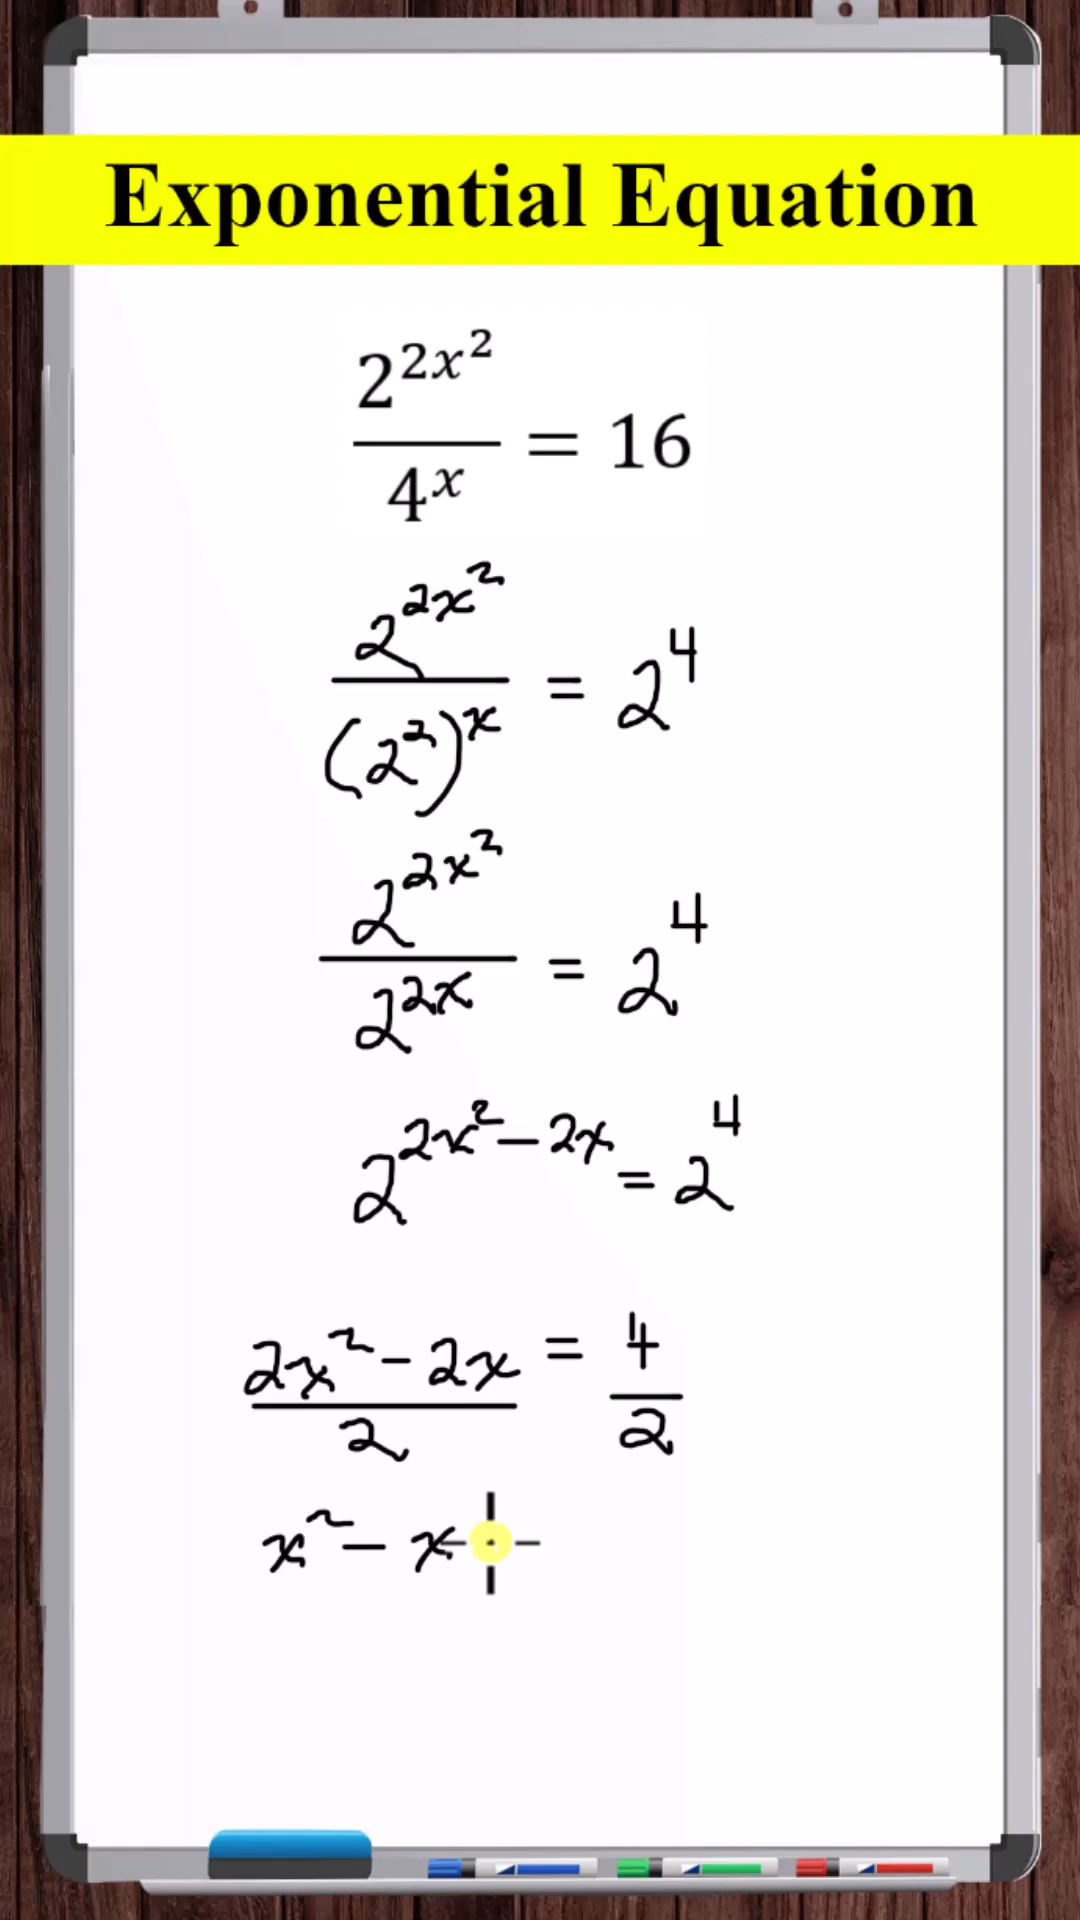 Exponential Equation
2^{2x^2} / 4^x = 16
2^{2x^2} / (2^2)^x = 2^4
2^{2x^2} / 2^{2x} = 2^4
2^{2x^2 - 2x} = 2^4
2x^2 - 2x / 2 = 4 / 2
x^2 - x